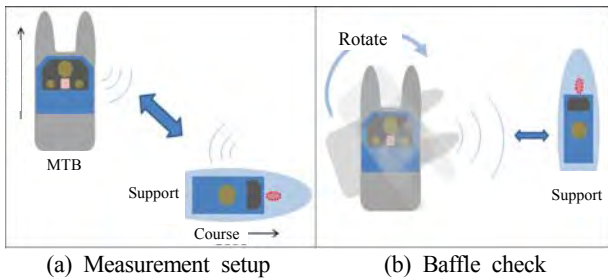 Rotate
MTB
Support
Course
Support
(a) Measurement setup
(b) Baffle check